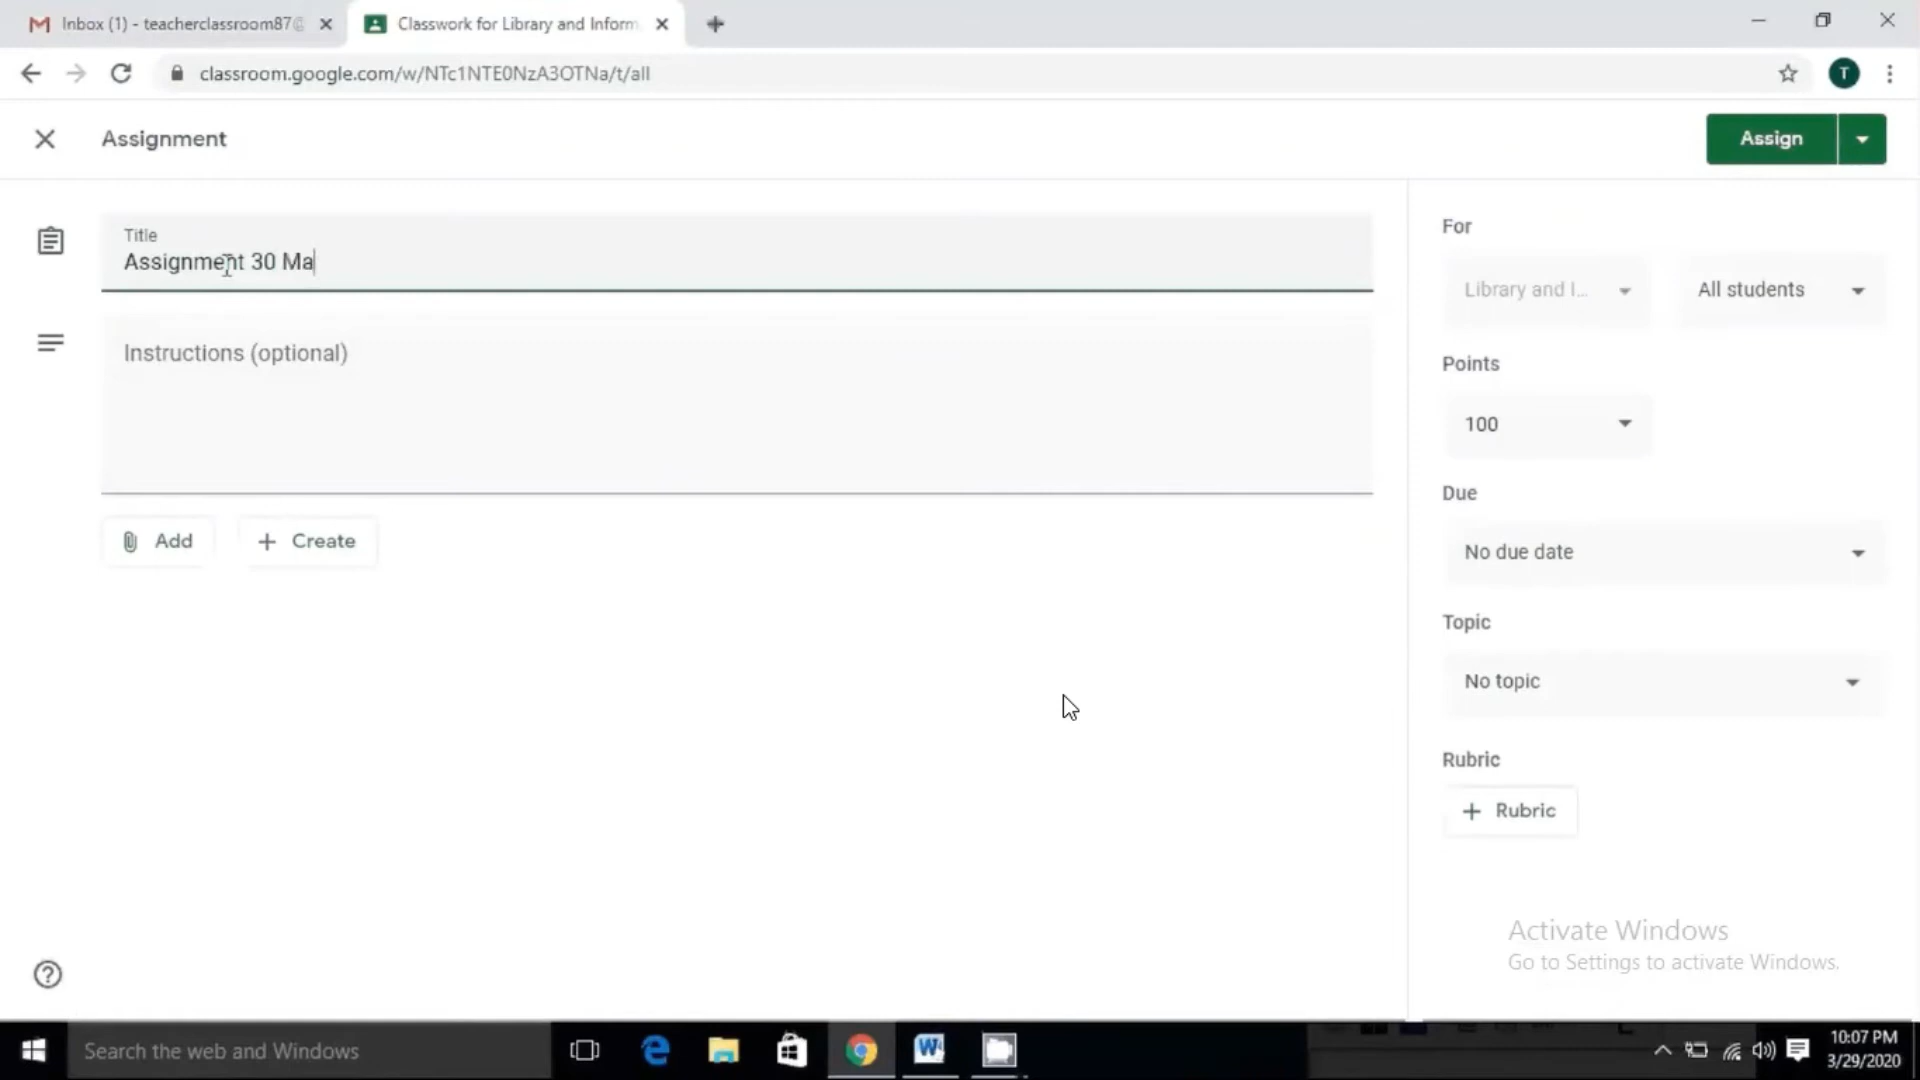 Inbox (1) - teacherclassroom87@
Classwork for Library and Inform
classroom.google.com/w/NTc1NTE0NzA3OTNa/t/all
T
Assignment
Assign
Title
Assignment 30 Ma
Instructions (optional)
Add
Create
For
Library and I...
All students
Points
100
Due
No due date
Topic
No topic
Rubric
Rubric
Activate Windows
Go to Settings to activate Windows.
Search the web and Windows
10:07 PM
3/29/2020